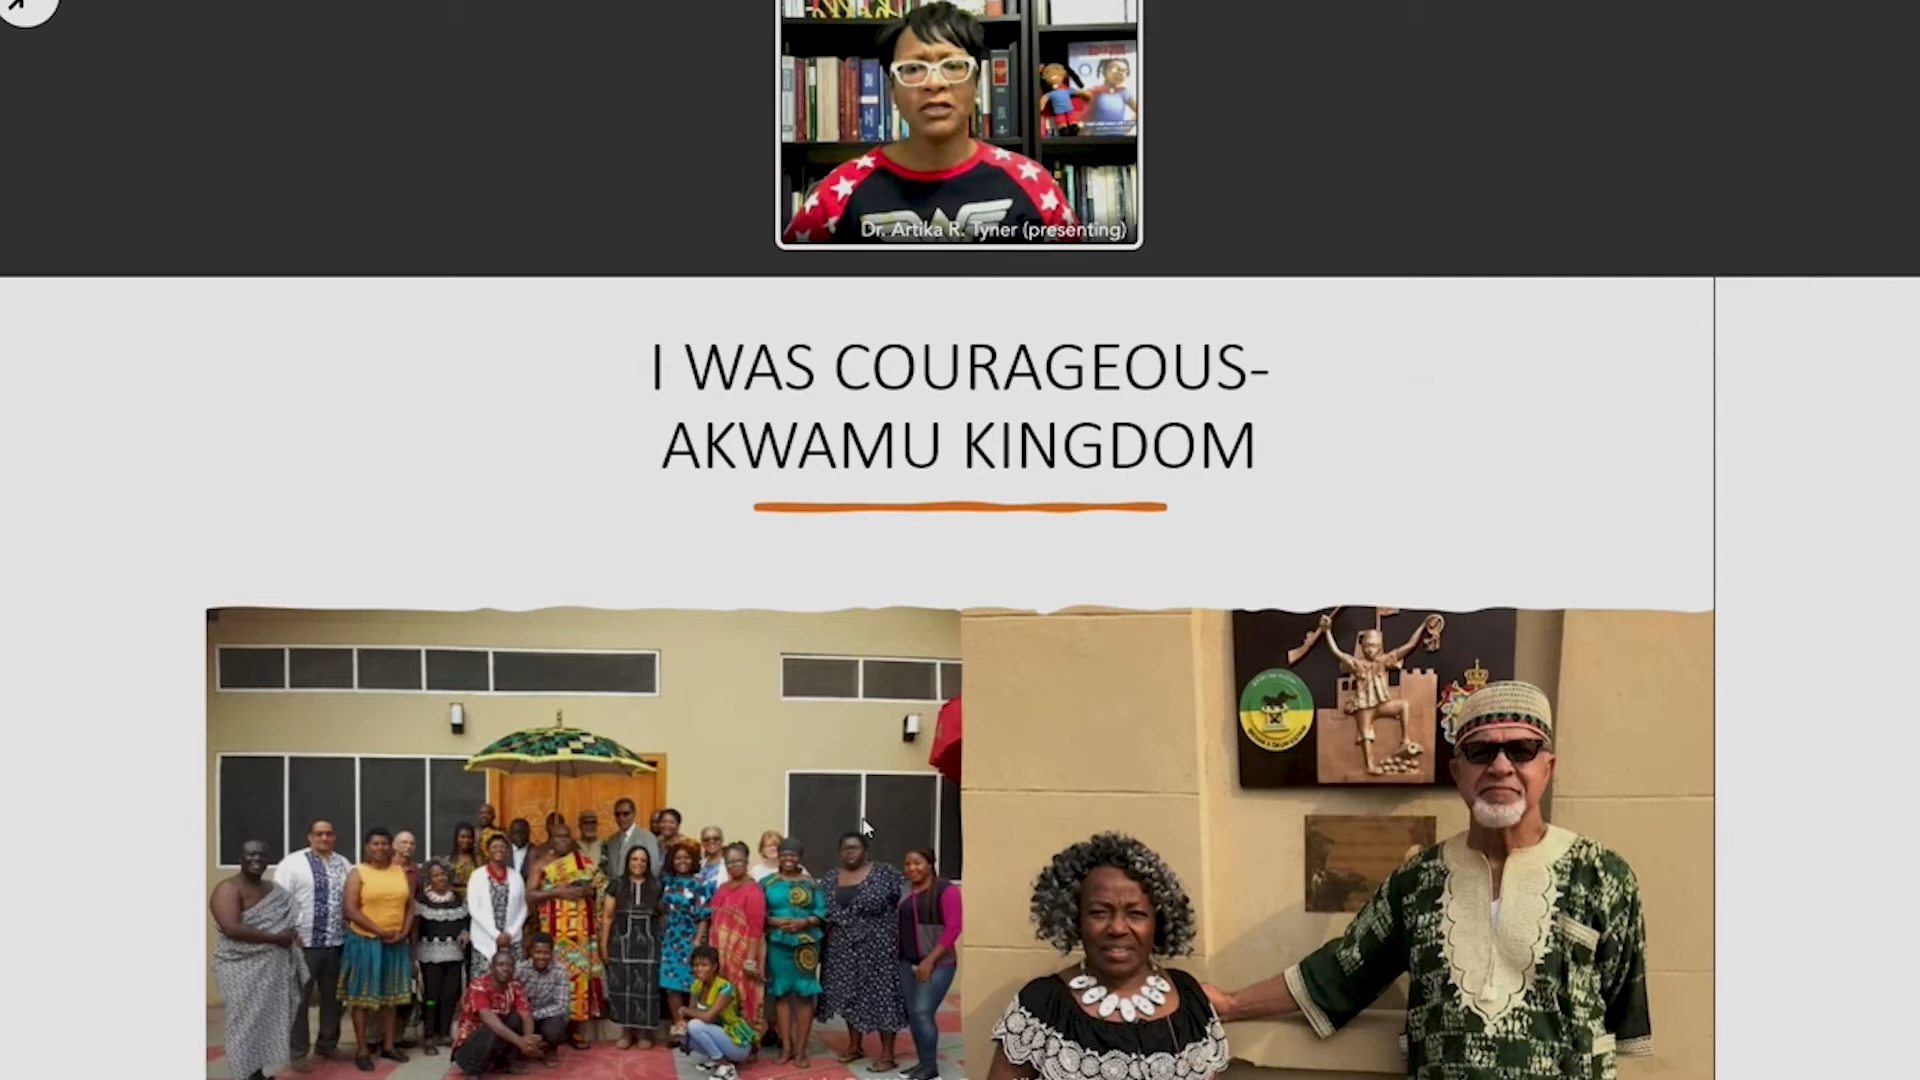 Dr. Artika R. Tyner (presenting)
I WAS COURAGEOUS-
AKWAMU KINGDOM